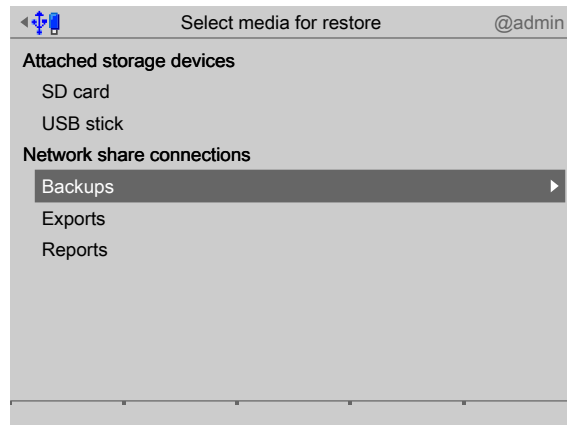 Select media for restore @admin
Attached storage devices
SD card
USB stick
Network share connections
Backups
Exports
Reports